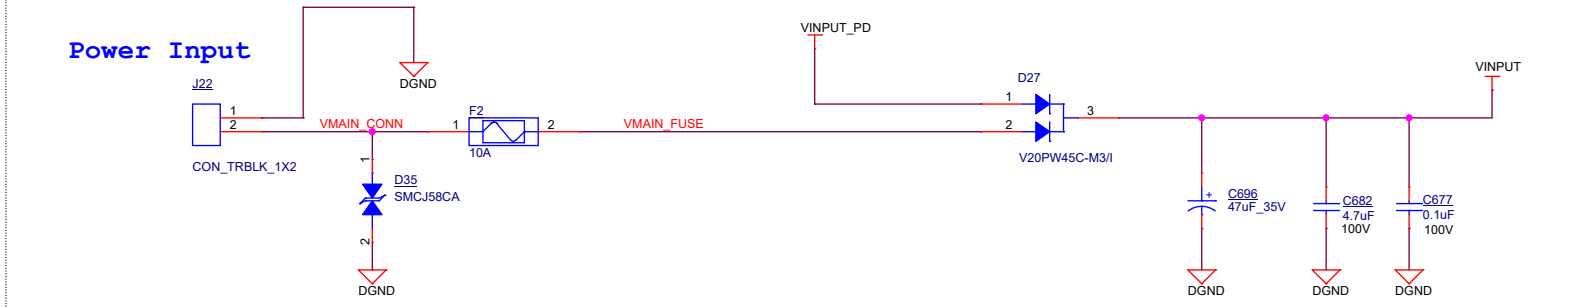 Power Input
J22
1
2
CON_TRBLK_1X2
DGND
VMAIN_CONN
1
D35
SMCJ58CA
2
DGND
F2
1
2
10A
VMAIN_FUSE
VINPUT_PD
D27
1
2
3
V20PW45C-M3/I
VINPUT
+
C696
47uF_35V
DGND
C682
4.7uF
100V
DGND
C677
0.1uF
100V
DGND